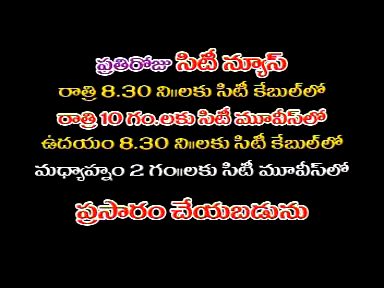 ప్రతిరోజు సిటీ న్యూస్
రాత్రి 8.30 ని॥లకు సిటీ కేబుల్‌లో
రాత్రి 10 గం.లకు సిటీ మూవీస్‌లో
ఉదయం 8.30 ని॥లకు సిటీ కేబుల్‌లో
మధ్యాహ్నం 2 గం॥లకు సిటీ మూవీస్‌లో
ప్రసారం చేయబడును